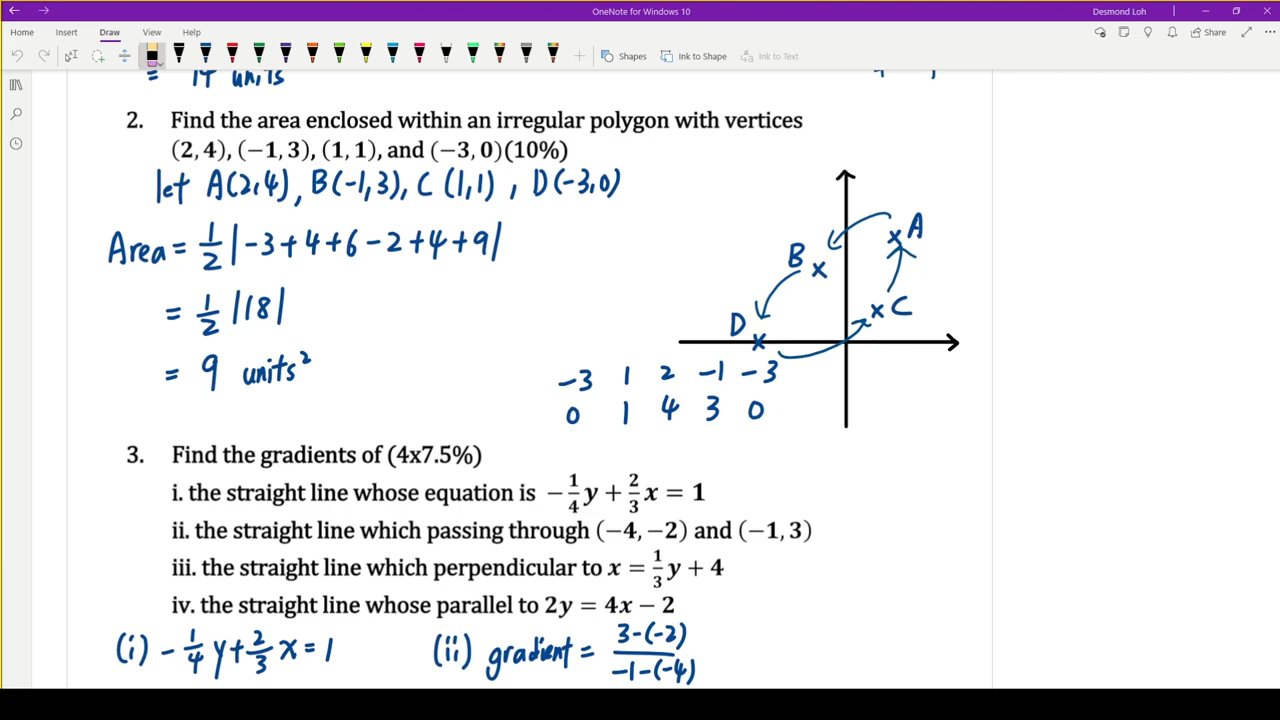 OneNote for Windows 10
Desmond Loh
Home Insert Draw View Help
Share
Shapes Ink to Shape Ink to Text
= 14 units
2. Find the area enclosed within an irregular polygon with vertices
(2, 4), (−1, 3), (1, 1), and (−3, 0)(10%)
let A(2,4), B(-1,3), C (1,1) , D(-3,0)
Area = 1/2 |-3+4+6-2+4+9|
= 1/2 |18|
= 9 units²
A
B
C
D
-3 1 2 -1 -3
0 1 4 3 0
3. Find the gradients of (4x7.5%)
i. the straight line whose equation is −1/4y + 2/3x = 1
ii. the straight line which passing through (−4, −2) and (−1, 3)
iii. the straight line which perpendicular to x = 1/3y + 4
iv. the straight line whose parallel to 2y = 4x − 2
(i) -1/4 y + 2/3 x = 1 (ii) gradient = 3-(-2)/-1-(-4)